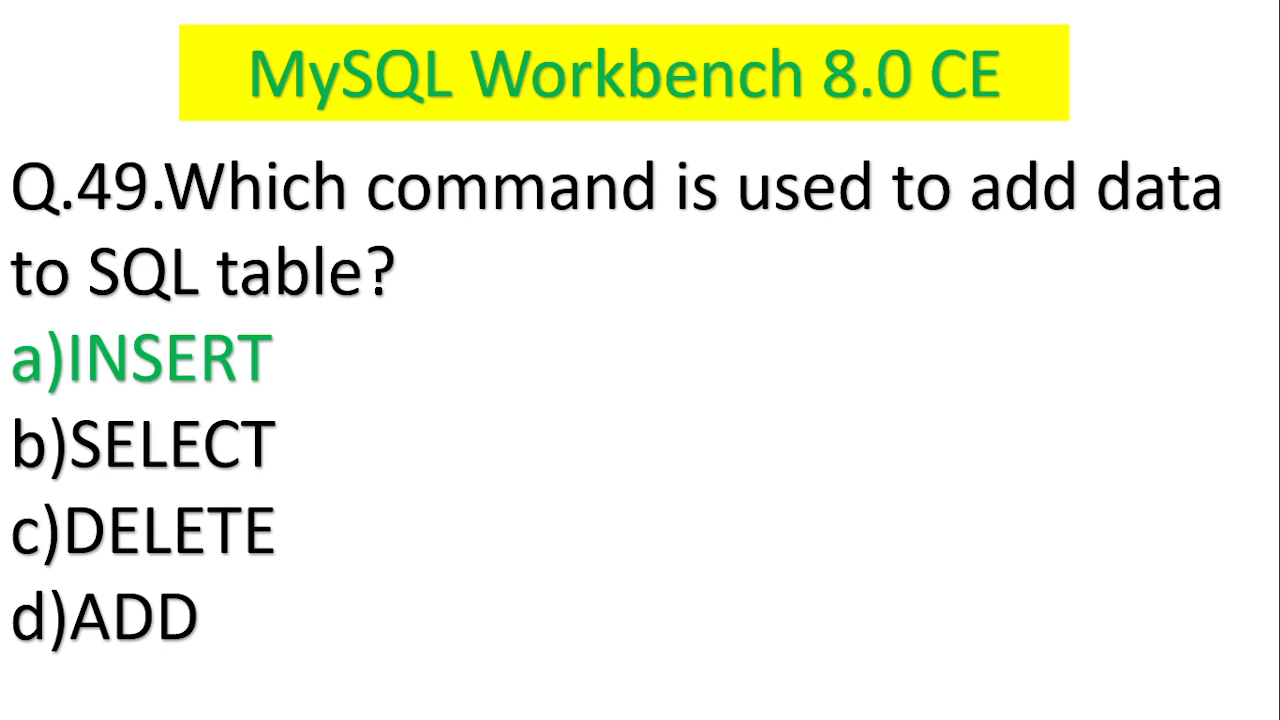 MySQL Workbench 8.0 CE
Q.49.Which command is used to add data
to SQL table?
a)INSERT
b)SELECT
c)DELETE
d)ADD